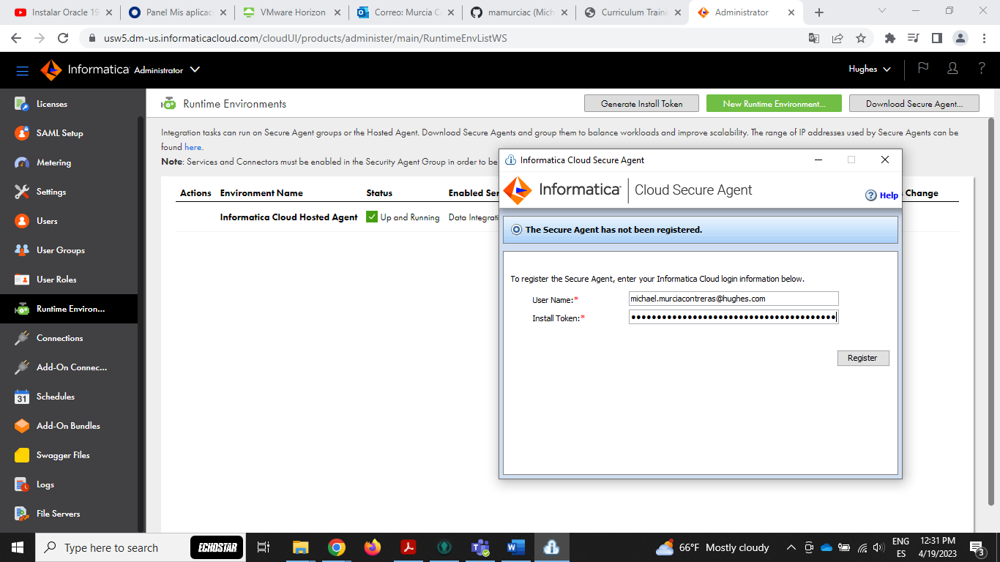 Instalar Oracle 19
Panel Mis aplicac
VMware Horizon
Correo: Murcia C
mamurciac (Mich
Curriculum Traini
Administrator
usw5.dm-us.informaticacloud.com/cloudUI/products/administer/main/RuntimeEnvListWS
Informatica Administrator
Hughes
?
Licenses
SAML Setup
Metering
Settings
Users
User Groups
User Roles
Runtime Environ...
Connections
Add-On Connec...
31 Schedules
Add-On Bundles
Swagger Files
Logs
File Servers
Runtime Environments
Generate Install Token
New Runtime Environment...
Download Secure Agent...
Integration tasks can run on Secure Agent groups or the Hosted Agent. Download Secure Agents and group them to balance workloads and improve scalability. The range of IP addresses used by Secure Agents can be
found here.
Note: Services and Connectors must be enabled in the Security Agent Group in order to be
Actions Environment Name Status Enabled Ser Change
Informatica Cloud Hosted Agent Up and Running Data Integrati
Informatica Cloud Secure Agent
Informatica Cloud Secure Agent
? Help
The Secure Agent has not been registered.
To register the Secure Agent, enter your Informatica Cloud login information below.
User Name:* michael.murciacontreras@hughes.com
Install Token:* ••••••••••••••••••••••••••••••••••••••••
Register
Type here to search
ECHOSTAR
66°F Mostly cloudy
ENG
ES
12:31 PM
4/19/2023
3